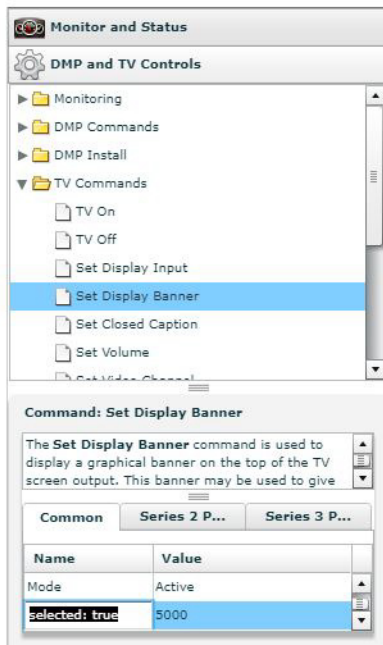 Monitor and Status
DMP and TV Controls
Monitoring
DMP Commands
DMP Install
TV Commands
TV On
TV Off
Set Display Input
Set Display Banner
Set Closed Caption
Set Volume
Set Video Channel
Command: Set Display Banner
The Set Display Banner command is used to
display a graphical banner on the top of the TV
screen output. This banner may be used to give
Common Series 2 P... Series 3 P...
Name Value
Mode Active
selected: true 5000